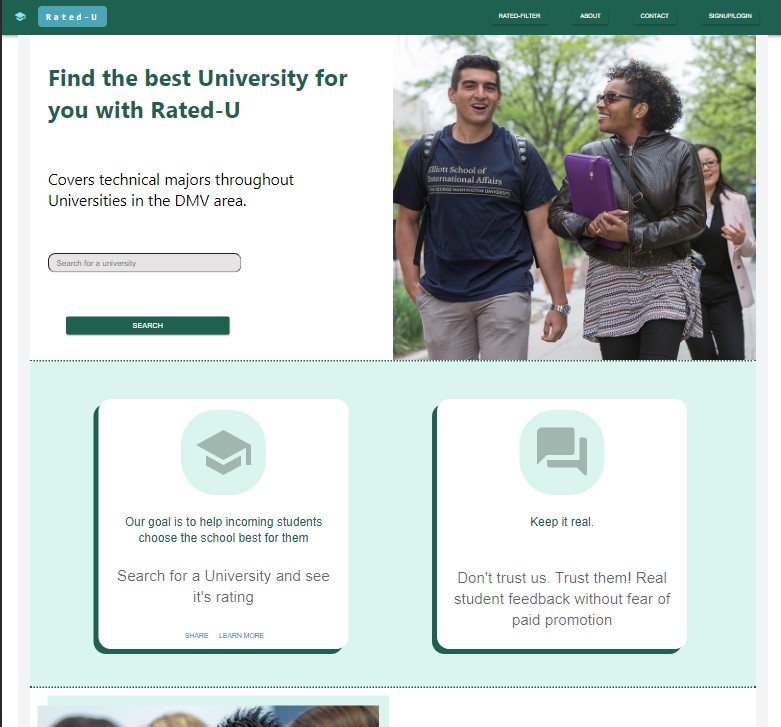 Rated-U
RATED-FILTER
ABOUT
CONTACT
SIGNUP/LOGIN
Find the best University for
you with Rated-U
Covers technical majors throughout
Universities in the DMV area.
Search for a university
SEARCH
Elliott School of
International Affairs
THE GEORGE WASHINGTON UNIVERSITY
Our goal is to help incoming students
choose the school best for them
Search for a University and see
it's rating
SHARE LEARN MORE
Keep it real.
Don't trust us. Trust them! Real
student feedback without fear of
paid promotion